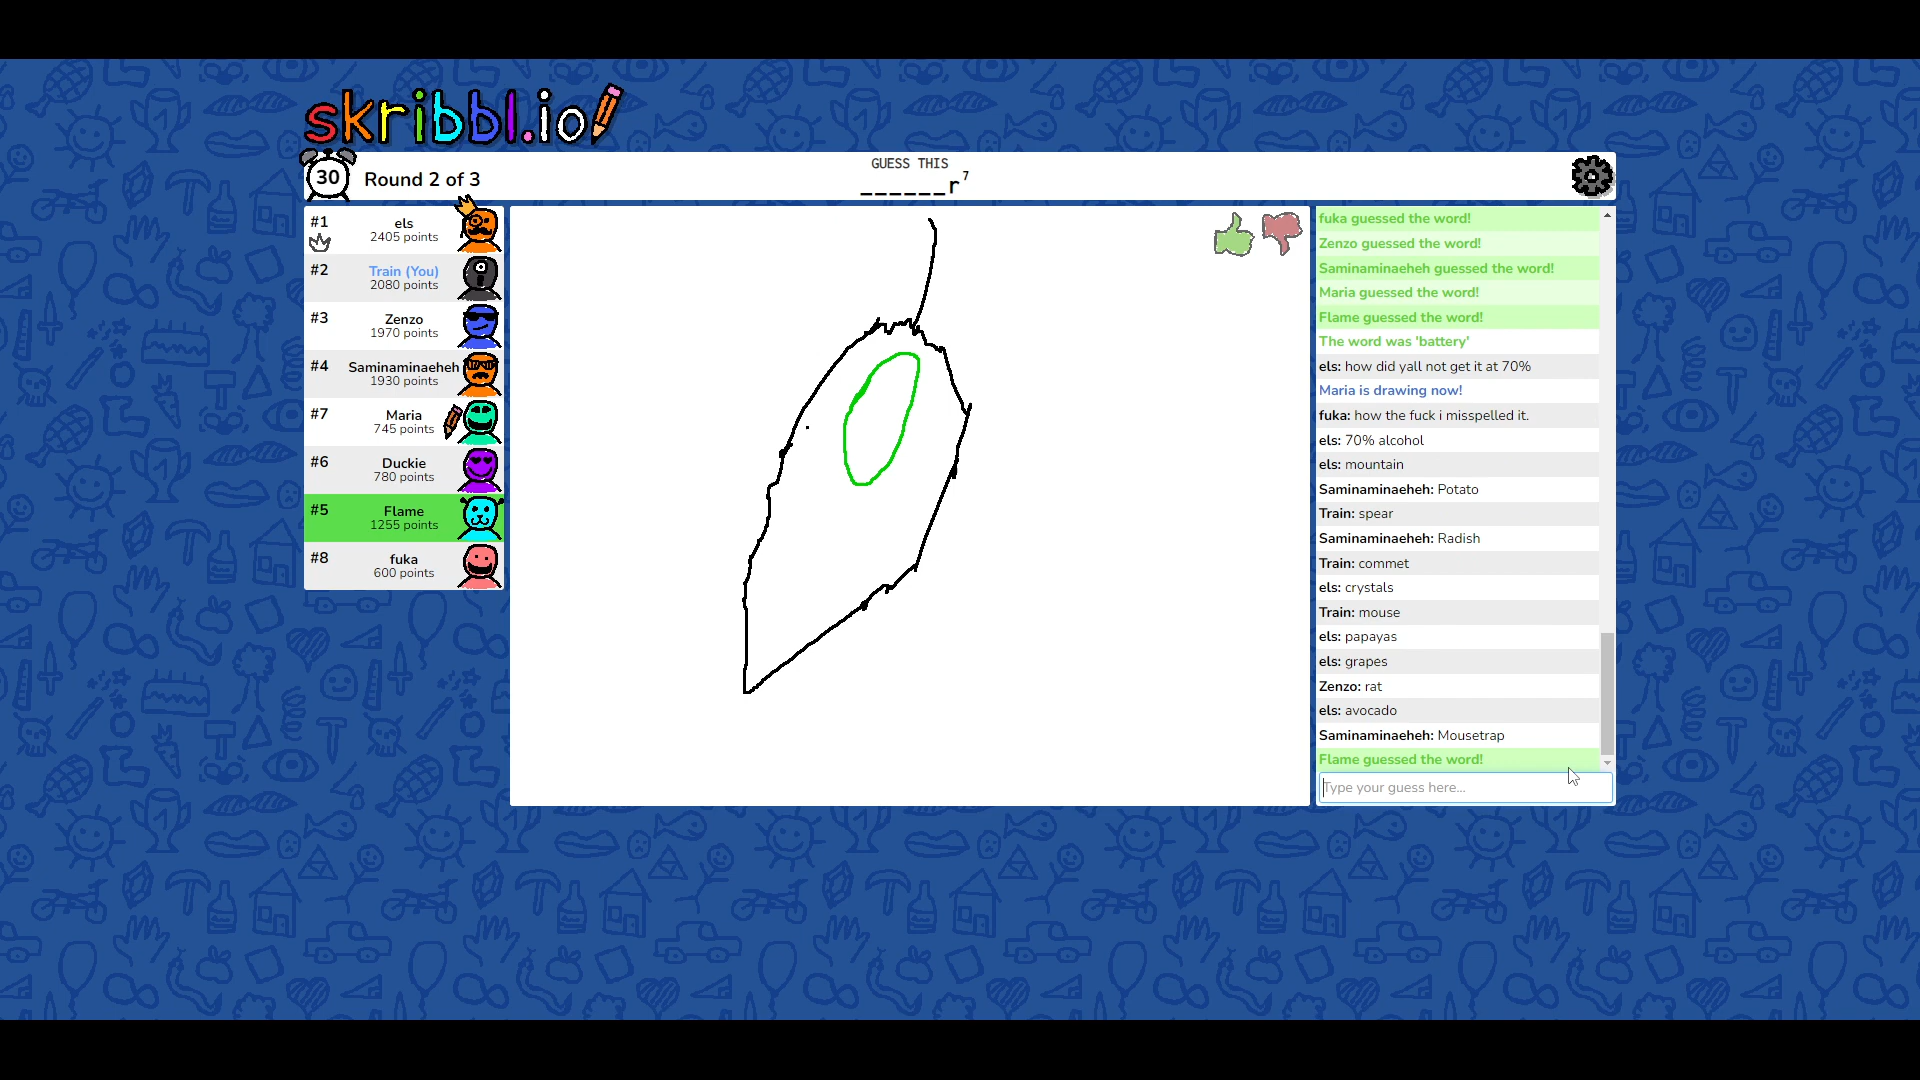 skribbl.io
30
Round 2 of 3
GUESS THIS
______r 7
#1
els
2405 points
#2
Train (You)
2080 points
#3
Zenzo
1970 points
#4
Saminaminaeheh
1930 points
#7
Maria
745 points
#6
Duckie
780 points
#5
Flame
1255 points
#8
fuka
600 points
fuka guessed the word!
Zenzo guessed the word!
Saminaminaeheh guessed the word!
Maria guessed the word!
Flame guessed the word!
The word was 'battery'
els: how did yall not get it at 70%
Maria is drawing now!
fuka: how the fuck i misspelled it.
els: 70% alcohol
els: mountain
Saminaminaeheh: Potato
Train: spear
Saminaminaeheh: Radish
Train: commet
els: crystals
Train: mouse
els: papayas
els: grapes
Zenzo: rat
els: avocado
Saminaminaeheh: Mousetrap
Flame guessed the word!
Type your guess here...